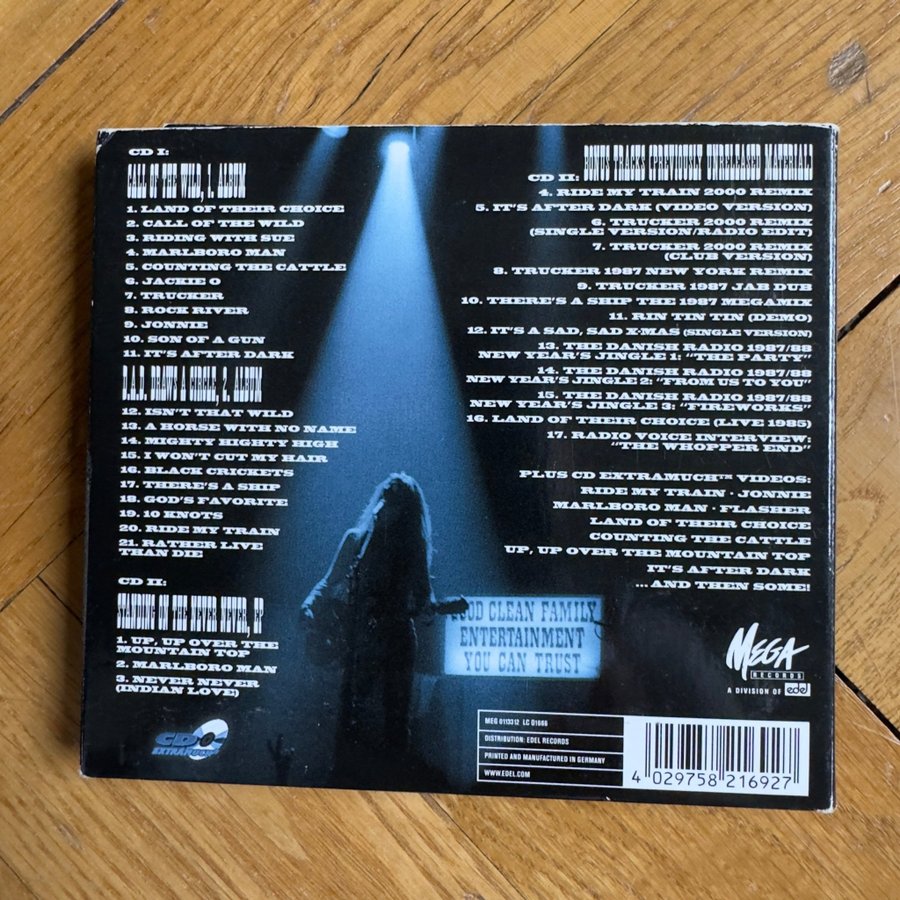 CD I:
CALL OF THE WILD, 1. ALBUM
1. LAND OF THEIR CHOICE
2. CALL OF THE WILD
3. RIDING WITH SUE
4. MARLBORO MAN
5. COUNTING THE CATTLE
6. JACKIE O
7. TRUCKER
8. ROCK RIVER
9. JONNIE
10. SON OF A GUN
11. IT'S AFTER DARK
D.A.D. DRAWS A CIRCLE, 2. ALBUM
12. ISN'T THAT WILD
13. A HORSE WITH NO NAME
14. MIGHTY HIGHTY HIGH
15. I WON'T CUT MY HAIR
16. BLACK CRICKETS
17. THERE'S A SHIP
18. GOD'S FAVORITE
19. 10 KNOTS
20. RIDE MY TRAIN
21. RATHER LIVE
THAN DIE
CD II:
STANDING ON THE NEVER NEVER, EP
1. UP, UP OVER THE
MOUNTAIN TOP
2. MARLBORO MAN
3. NEVER NEVER
(INDIAN LOVE)
CD
EXTRAMUCH
BONUS TRACKS (PREVIOUSLY UNRELEASED MATERIAL)
CD II:
4. RIDE MY TRAIN 2000 REMIX
5. IT'S AFTER DARK (VIDEO VERSION)
6. TRUCKER 2000 REMIX
(SINGLE VERSION/RADIO EDIT)
7. TRUCKER 2000 REMIX
(CLUB VERSION)
8. TRUCKER 1987 NEW YORK REMIX
9. TRUCKER 1987 JAB DUB
10. THERE'S A SHIP THE 1987 MEGAMIX
11. RIN TIN TIN (DEMO)
12. IT'S A SAD, SAD X-MAS (SINGLE VERSION)
13. THE DANISH RADIO 1987/88
NEW YEAR'S JINGLE 1: "THE PARTY"
14. THE DANISH RADIO 1987/88
NEW YEAR'S JINGLE 2: "FROM US TO YOU"
15. THE DANISH RADIO 1987/88
NEW YEAR'S JINGLE 3: "FIREWORKS"
16. LAND OF THEIR CHOICE (LIVE 1985)
17. RADIO VOICE INTERVIEW:
"THE WHOPPER END"
PLUS CD EXTRAMUCH™ VIDEOS:
RIDE MY TRAIN · JONNIE
MARLBORO MAN · FLASHER
LAND OF THEIR CHOICE
COUNTING THE CATTLE
UP, UP OVER THE MOUNTAIN TOP
IT'S AFTER DARK
...AND THEN SOME!
GOOD CLEAN FAMILY
ENTERTAINMENT
YOU CAN TRUST
MEGA
RECORDS
A DIVISION OF edel
MEG 0113312 LC 01666
DISTRIBUTION: EDEL RECORDS
PRINTED AND MANUFACTURED IN GERMANY
WWW.EDEL.COM
4 029758 216927